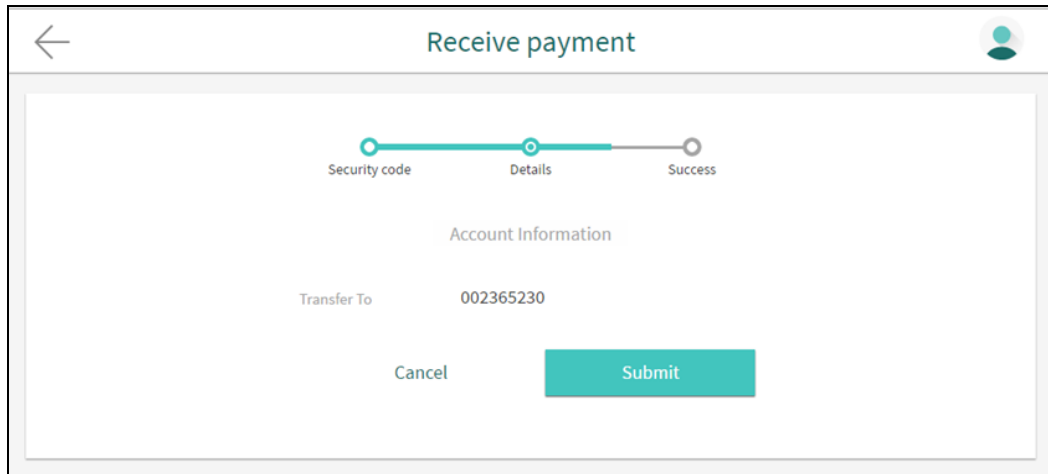 Receive payment
Security code Details Success
Account Information
Transfer To 002365230
Cancel Submit